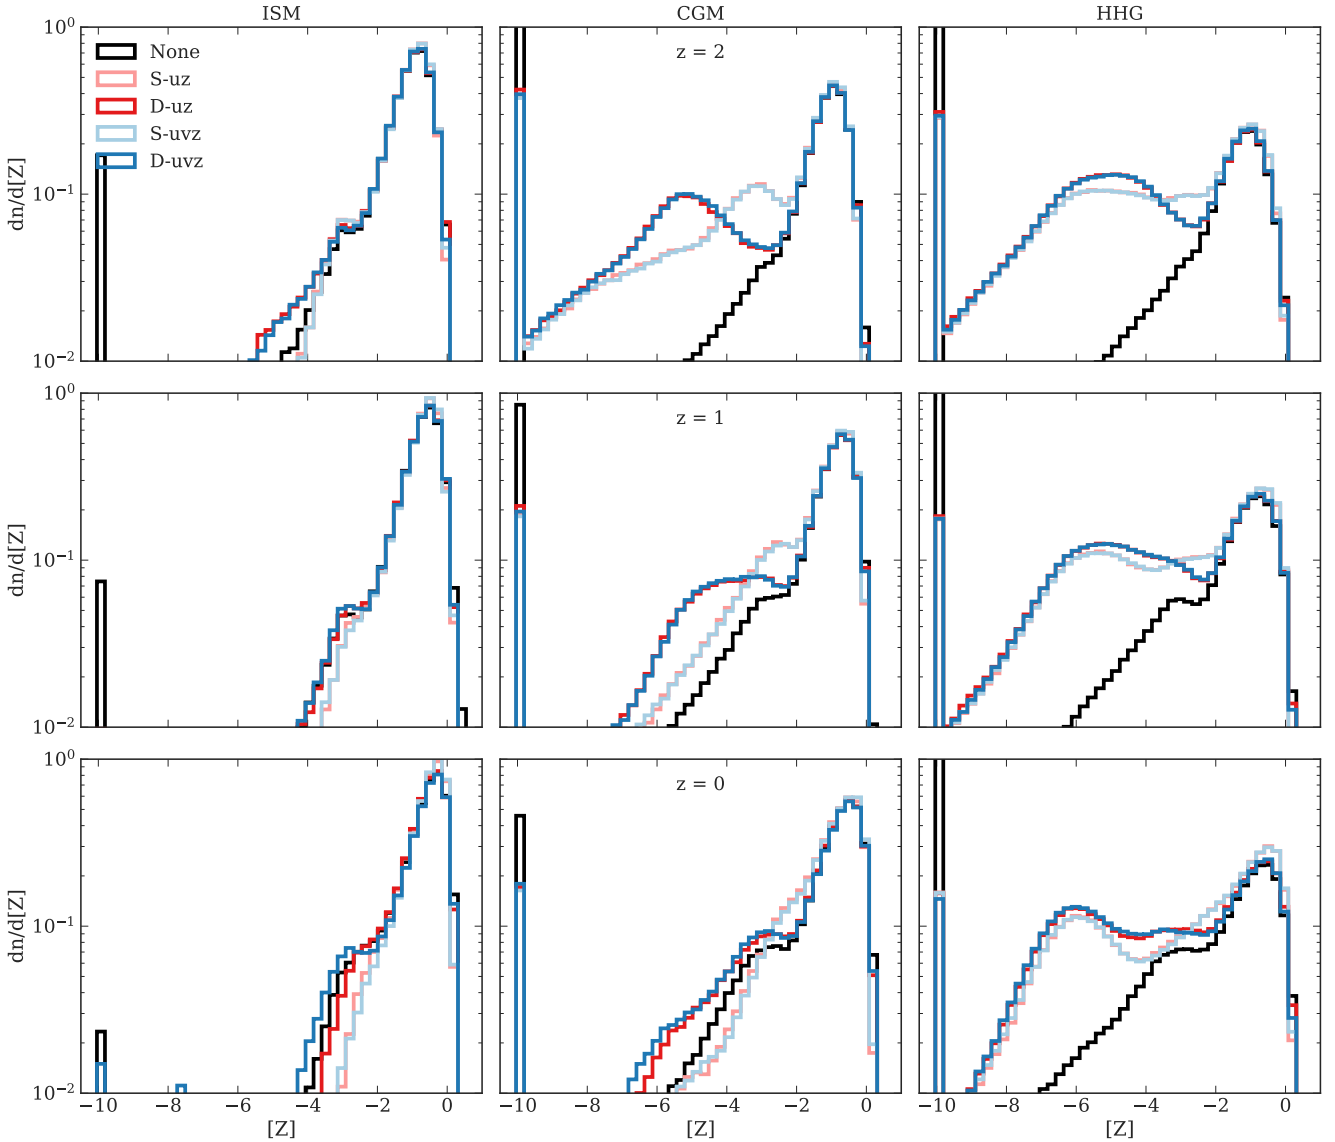 ISM CGM HHG
10⁰
None z = 2
S-uz
D-uz
S-uvz
D-uvz
dn/d[Z]
10⁻¹
10⁻²
10⁰
z = 1
dn/d[Z]
10⁻¹
10⁻²
10⁰
z = 0
dn/d[Z]
10⁻¹
10⁻²
−10 −8 −6 −4 −2 0 −10 −8 −6 −4 −2 0 −10 −8 −6 −4 −2 0
[Z] [Z] [Z]